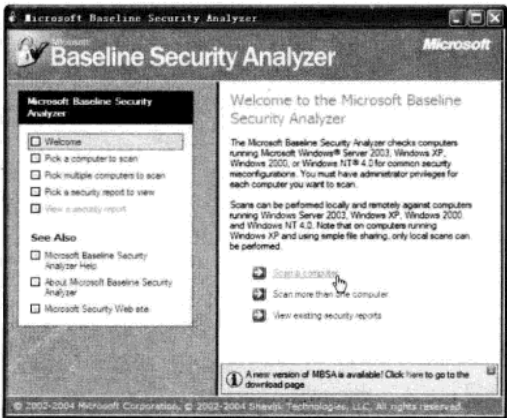 Microsoft Baseline Security Analyzer
Microsoft
Baseline Security Analyzer
Microsoft
Microsoft Baseline Security
Analyzer
Welcome
Pick a computer to scan
Pick multiple computers to scan
Pick a security report to view
View a security report
See Also
Microsoft Baseline Security
Analyzer Help
About Microsoft Baseline Security
Analyzer
Microsoft Security Web site
Welcome to the Microsoft Baseline
Security Analyzer
The Microsoft Baseline Security Analyzer checks computers
running Microsoft Windows® Server 2003, Windows XP,
Windows 2000, or Windows NT® 4.0 for common security
misconfigurations. You must have administrator privileges for
each computer you want to scan.
Scans can be performed locally and remotely against computers
running Windows Server 2003, Windows XP, Windows 2000
and Windows NT 4.0. Note that on computers running
Windows XP and using simple file sharing, only local scans can
be performed.
Scan a computer
Scan more than one computer
View existing security reports
A new version of MBSA is available! Click here to go to the
download page
© 2002-2004 Microsoft Corporation, © 2002-2004 Shavlik Technologies, LLC. All rights reserved.